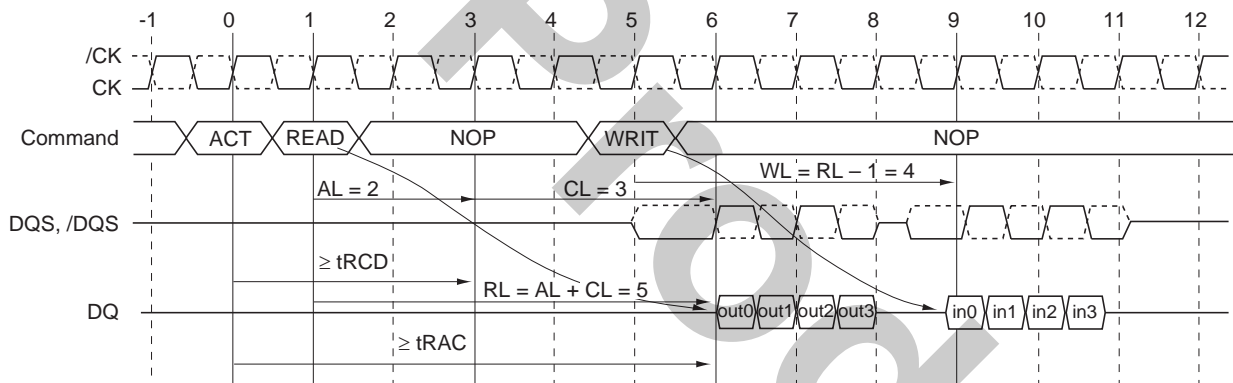 -1 0 1 2 3 4 5 6 7 8 9 10 11 12
/CK
CK
Command ACT READ NOP WRIT NOP
WL = RL – 1 = 4
AL = 2 CL = 3
DQS, /DQS
≥ tRCD
RL = AL + CL = 5
DQ out0 out1 out2 out3 in0 in1 in2 in3
≥ tRAC